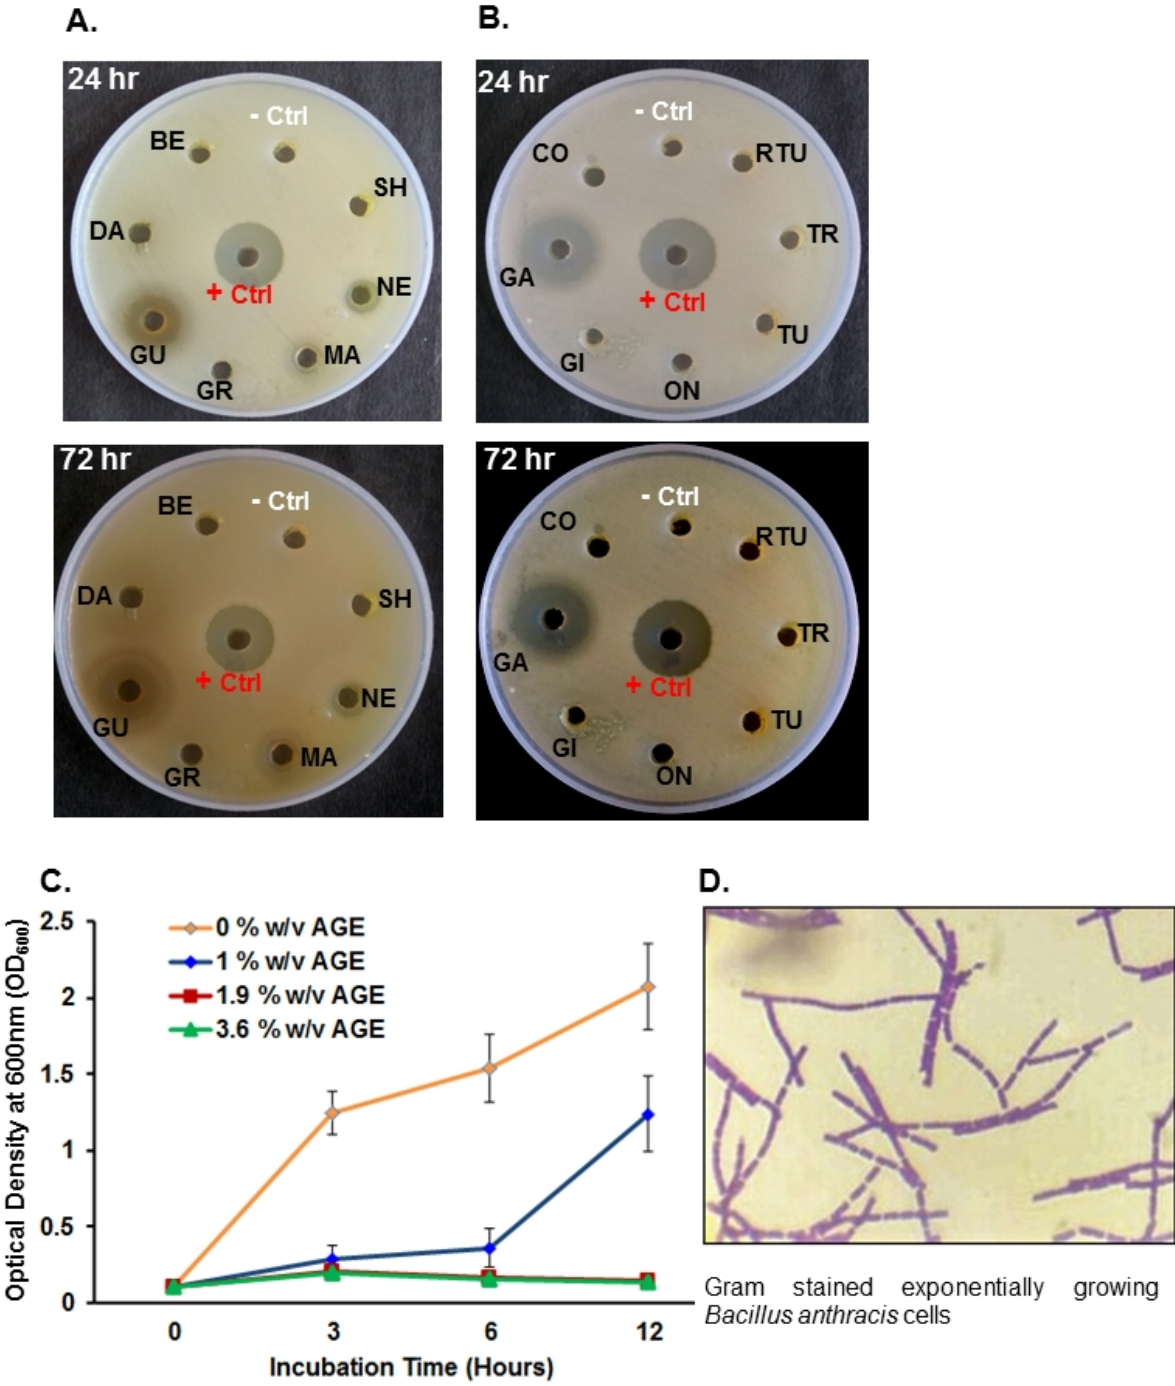 A.
B.
24 hr
- Ctrl
BE
SH
DA
NE
+ Ctrl
GU
MA
GR
24 hr
- Ctrl
CO
RTU
TR
GA
+ Ctrl
TU
GI
ON
72 hr
- Ctrl
BE
DA
SH
+ Ctrl
NE
GU
MA
GR
72 hr
- Ctrl
CO
RTU
TR
GA
+ Ctrl
TU
GI
ON
C.
Optical Density at 600nm (OD600)
2.5
2
1.5
1
0.5
0
0 % w/v AGE
1 % w/v AGE
1.9 % w/v AGE
3.6 % w/v AGE
0 3 6 12
Incubation Time (Hours)
D.
Gram stained exponentially growing
Bacillus anthracis cells